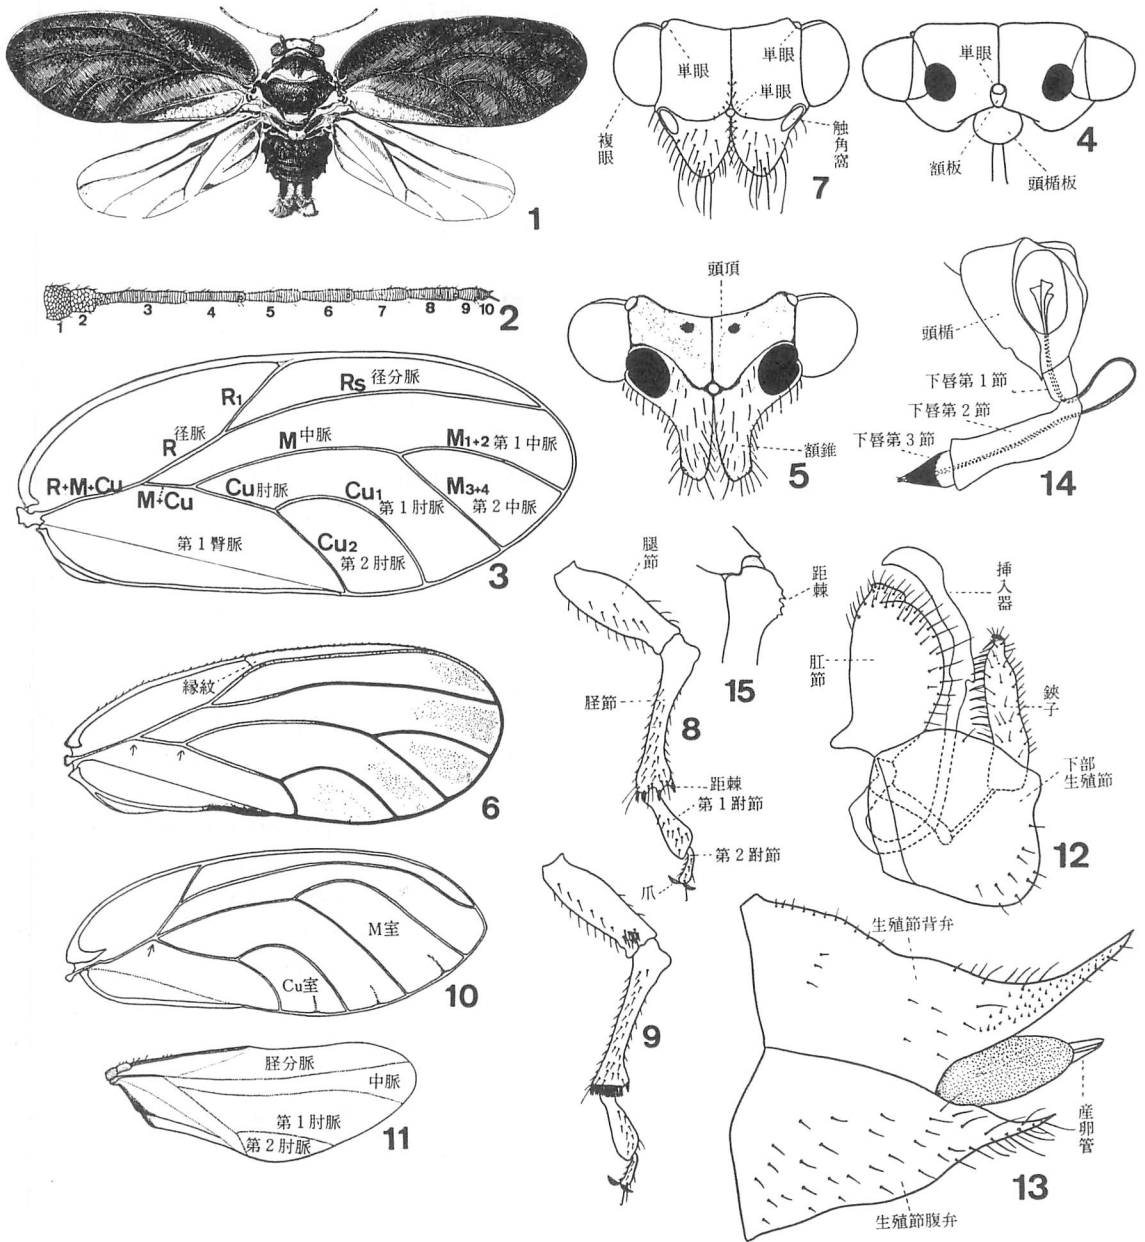 1
単眼
単眼
複眼
触角窩
7
単眼
額板
頭楯板
4
1
2
3
4
5
6
7
8
9
10
2
頭頂
額錐
5
頭楯
下唇第1節
下唇第2節
下唇第3節
14
R1
Rs 径分脈
R 径脈
M 中脈
M1+2 第1中脈
R+M+Cu
M+Cu
Cu 肘脈
Cu1
第1肘脈
M3+4
第2中脈
第1臀脈
Cu2
第2肘脈
3
腿節
脛節
距棘
第1跗節
第2跗節
爪
8
距棘
15
挿入器
肛節
鋏子
下部
生殖節
12
縁紋
↑
↑
6
↑
M室
Cu室
10
9
脛分脈
中脈
第1肘脈
第2肘脈
11
生殖節背弁
産卵管
生殖節腹弁
13